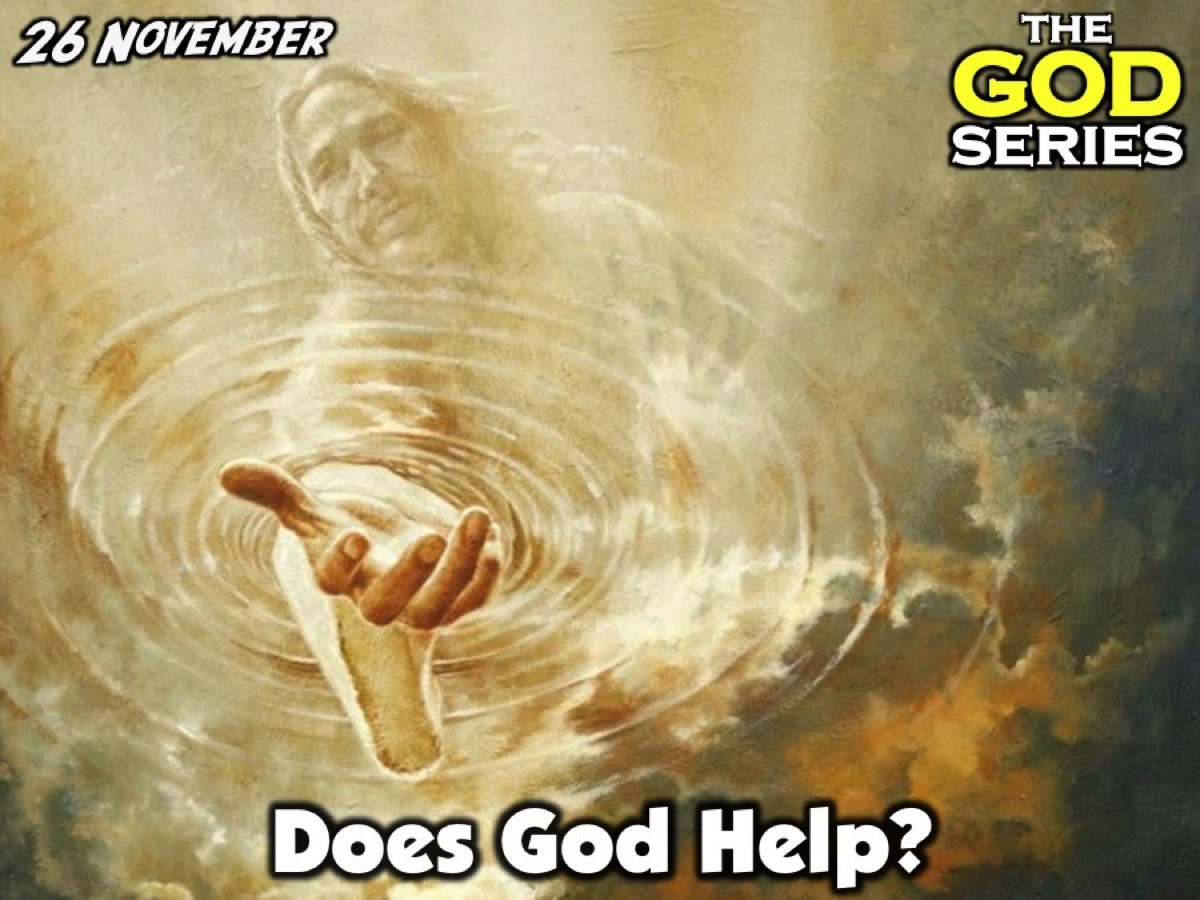 26 November
THE
GOD
SERIES
Does God Help?